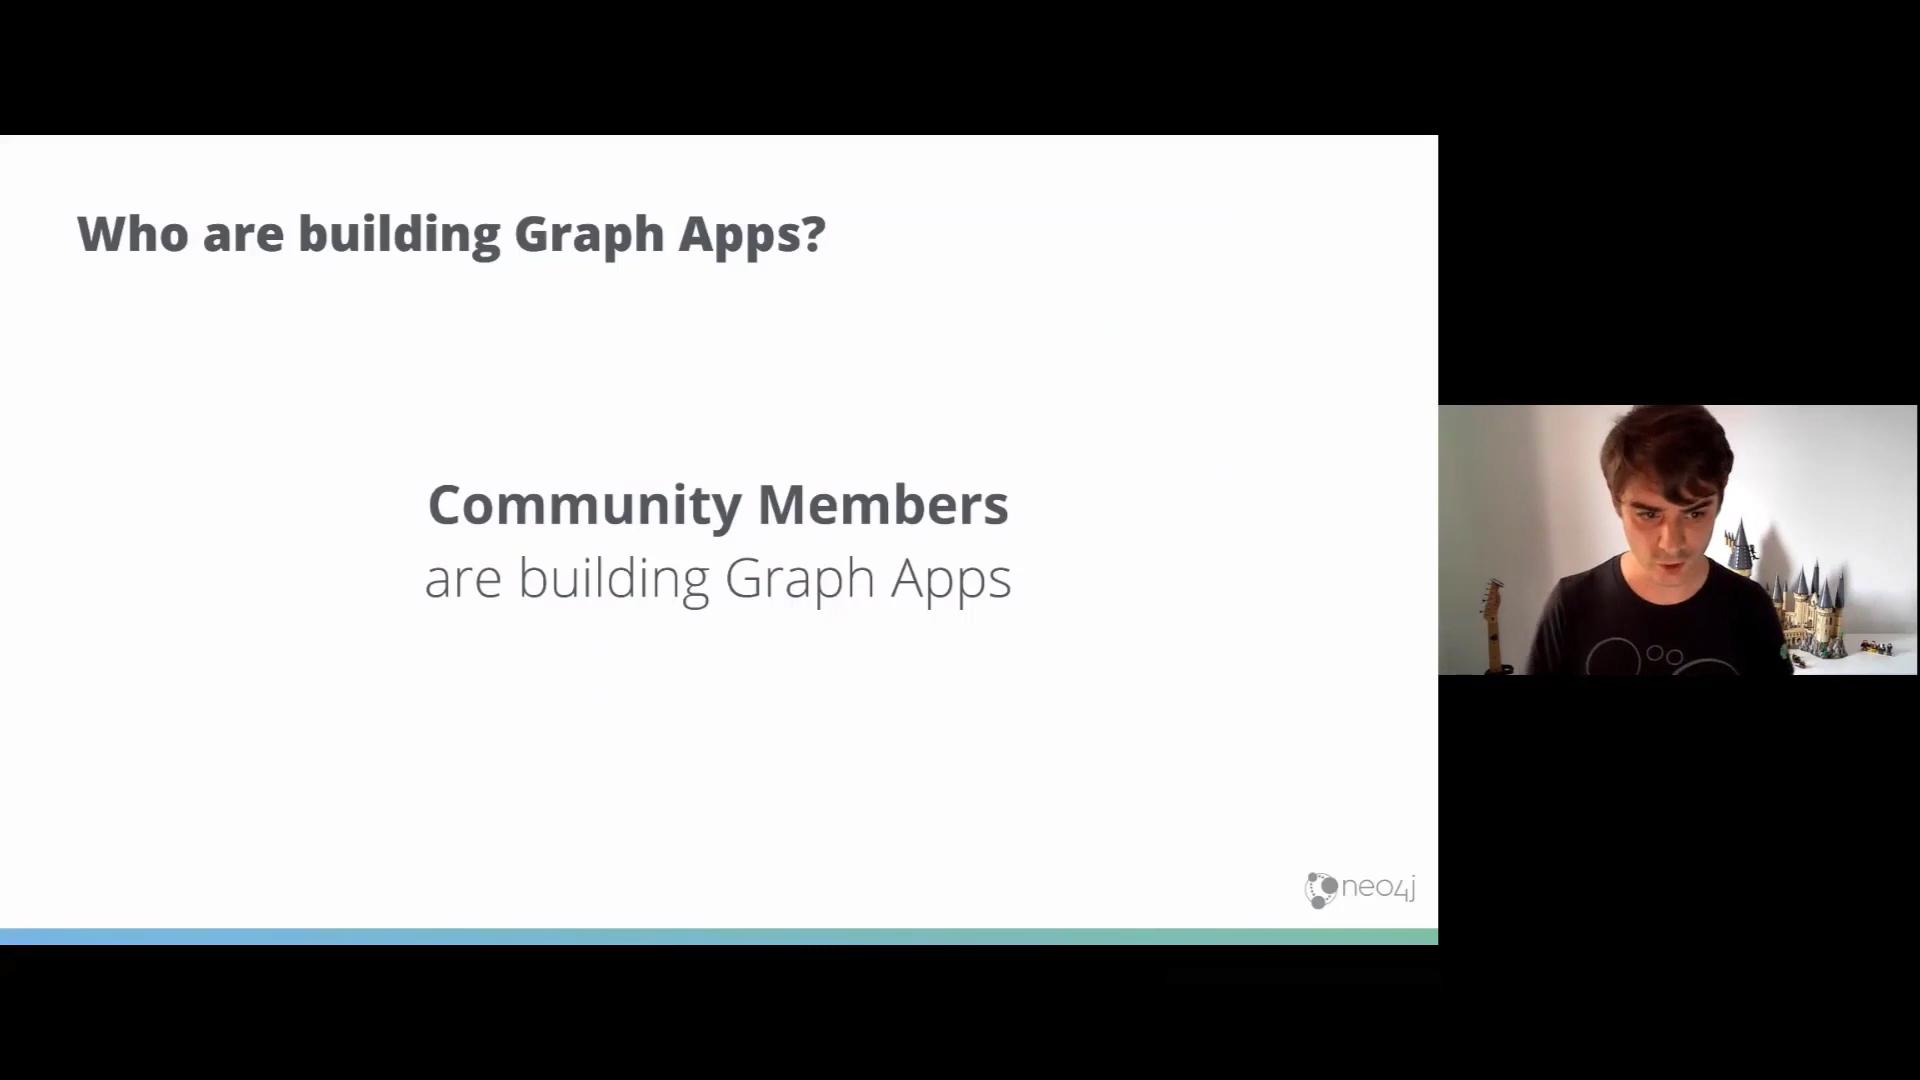 Who are building Graph Apps?
Community Members
are building Graph Apps
neo4j